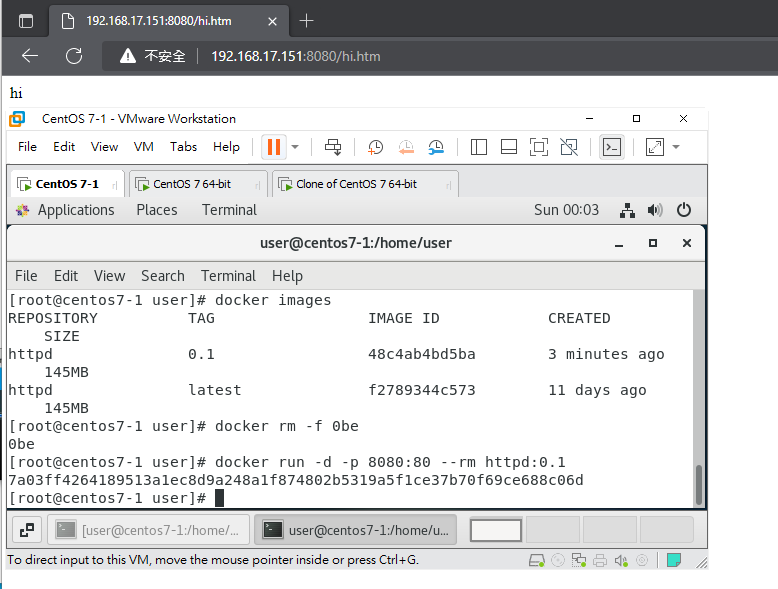 192.168.17.151:8080/hi.htm
不安全
192.168.17.151:8080/hi.htm
hi
CentOS 7-1 - VMware Workstation
File Edit View VM Tabs Help
CentOS 7-1
CentOS 7 64-bit
Clone of CentOS 7 64-bit
Applications Places Terminal
Sun 00:03
user@centos7-1:/home/user
File Edit View Search Terminal Help
[root@centos7-1 user]# docker images
REPOSITORY TAG IMAGE ID CREATED
SIZE
httpd 0.1 48c4ab4bd5ba 3 minutes ago
145MB
httpd latest f2789344c573 11 days ago
145MB
[root@centos7-1 user]# docker rm -f 0be
0be
[root@centos7-1 user]# docker run -d -p 8080:80 --rm httpd:0.1
7a03ff4264189513a1ec8d9a248a1f874802b5319a5f1ce37b70f69ce688c06d
[root@centos7-1 user]#
[user@centos7-1:/home/...
user@centos7-1:/home/u...
To direct input to this VM, move the mouse pointer inside or press Ctrl+G.